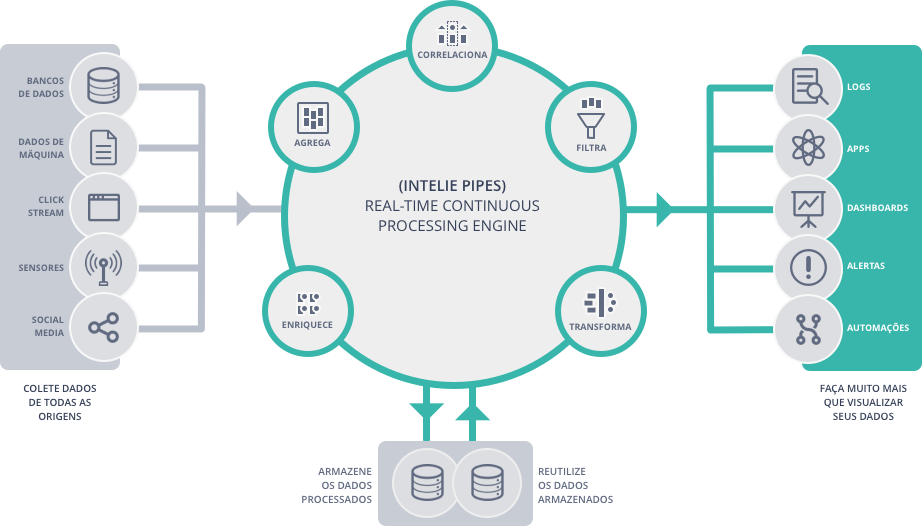 CORRELACIONA
AGREGA
FILTRA
(INTELIE PIPES)
REAL-TIME CONTINUOUS
PROCESSING ENGINE
ENRIQUECE
TRANSFORMA
BANCOS
DE DADOS
DADOS DE
MÁQUINA
CLICK
STREAM
SENSORES
SOCIAL
MEDIA
COLETE DADOS
DE TODAS AS
ORIGENS
LOGS
APPS
DASHBOARDS
ALERTAS
AUTOMAÇÕES
FAÇA MUITO MAIS
QUE VISUALIZAR
SEUS DADOS
ARMAZENE
OS DADOS
PROCESSADOS
REUTILIZE
OS DADOS
ARMAZENADOS